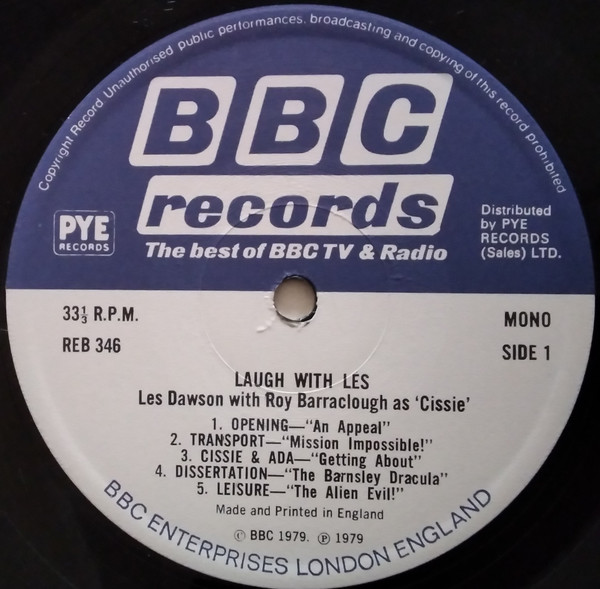 Copyright Record Unauthorised public performances, broadcasting and copying of this record prohibited
BBC
records
The best of BBC TV & Radio
PYE
RECORDS
Distributed
by PYE
RECORDS
(Sales) LTD.
33⅓ R.P.M.
REB 346
MONO
SIDE 1
LAUGH WITH LES
Les Dawson with Roy Barraclough as ‘Cissie’
1. OPENING—“An Appeal”
2. TRANSPORT—“Mission Impossible!”
3. CISSIE & ADA—“Getting About”
4. DISSERTATION—“The Barnsley Dracula”
5. LEISURE—“The Alien Evil!”
Made and Printed in England
© BBC 1979. ℗ 1979
BBC ENTERPRISES LONDON ENGLAND